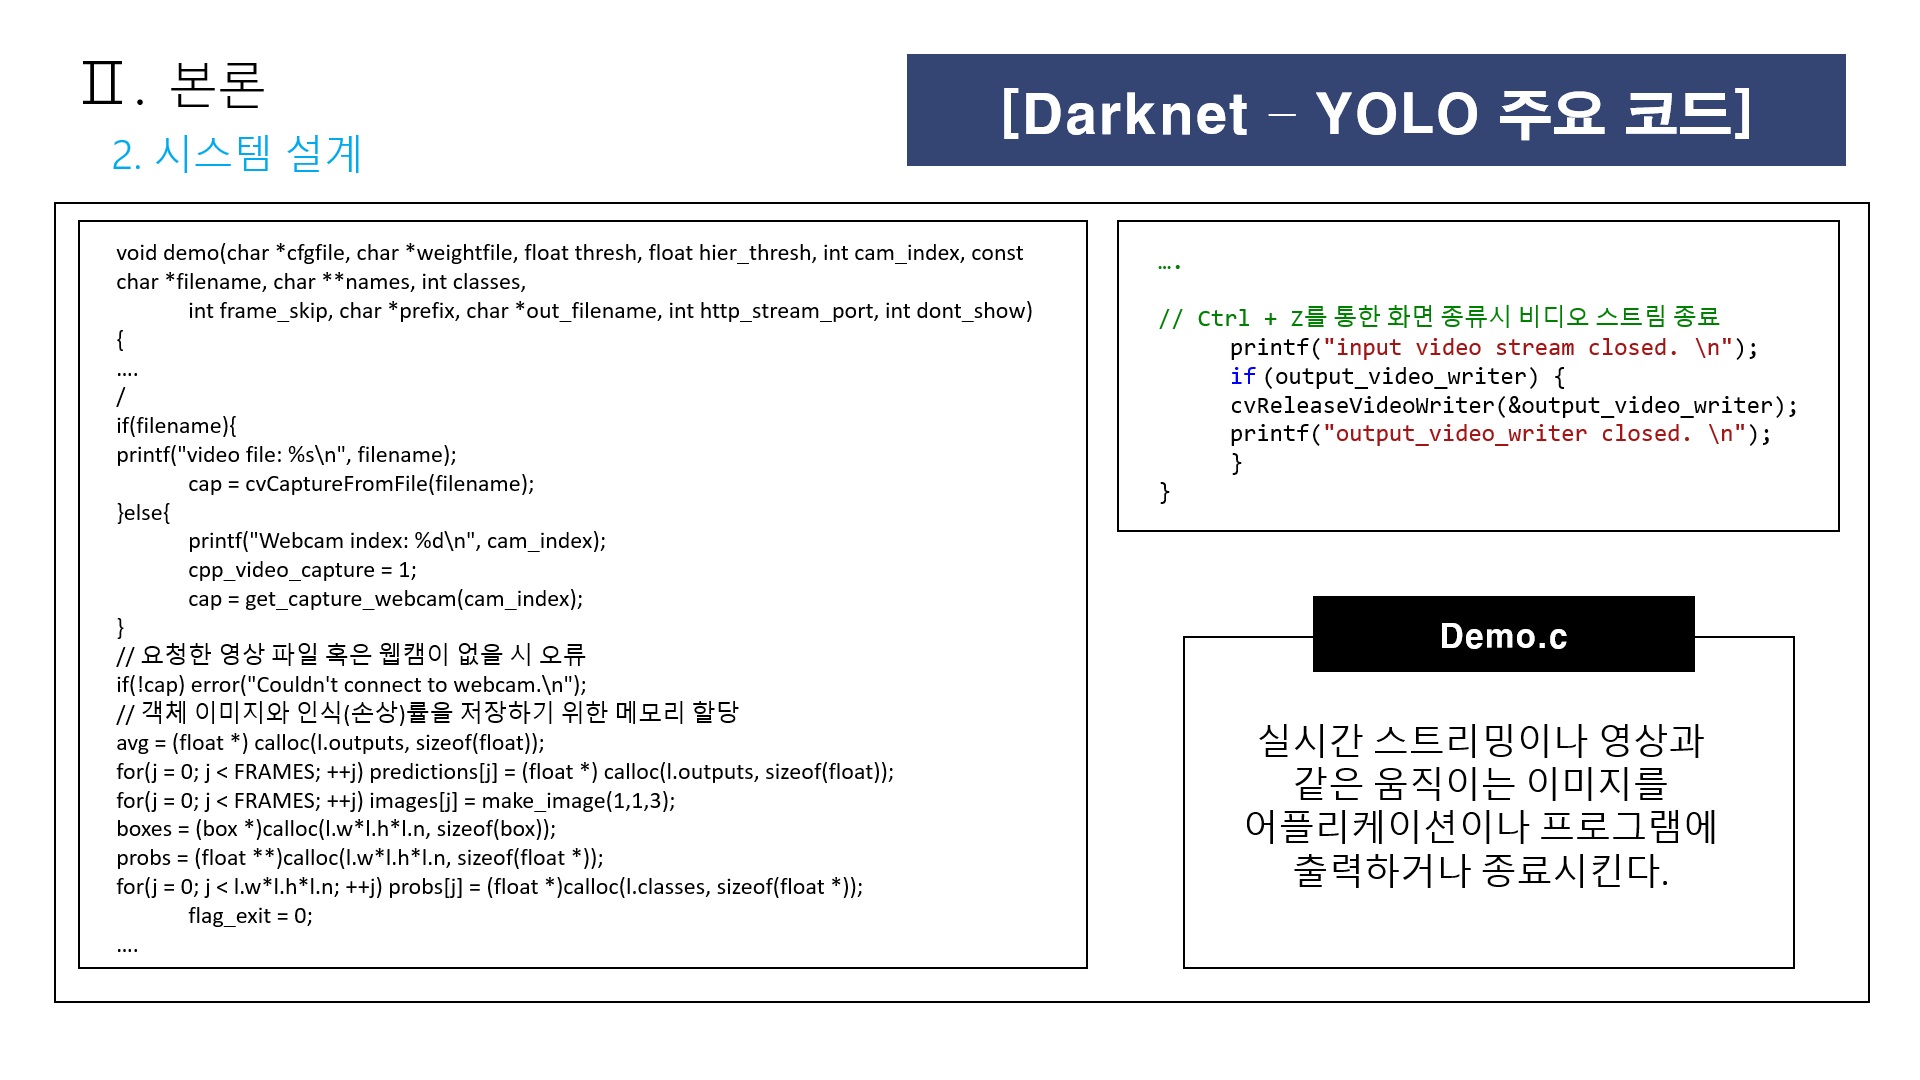 Ⅱ. 본론
2. 시스템 설계
[Darknet – YOLO 주요 코드]
void demo(char *cfgfile, char *weightfile, float thresh, float hier_thresh, int cam_index, const
char *filename, char **names, int classes,
int frame_skip, char *prefix, char *out_filename, int http_stream_port, int dont_show)
{
....
/
if(filename){
printf("video file: %s\n", filename);
cap = cvCaptureFromFile(filename);
}else{
printf("Webcam index: %d\n", cam_index);
cpp_video_capture = 1;
cap = get_capture_webcam(cam_index);
}
// 요청한 영상 파일 혹은 웹캠이 없을 시 오류
if(!cap) error("Couldn't connect to webcam.\n");
// 객체 이미지와 인식(손상)률을 저장하기 위한 메모리 할당
avg = (float *) calloc(l.outputs, sizeof(float));
for(j = 0; j < FRAMES; ++j) predictions[j] = (float *) calloc(l.outputs, sizeof(float));
for(j = 0; j < FRAMES; ++j) images[j] = make_image(1,1,3);
boxes = (box *)calloc(l.w*l.h*l.n, sizeof(box));
probs = (float **)calloc(l.w*l.h*l.n, sizeof(float *));
for(j = 0; j < l.w*l.h*l.n; ++j) probs[j] = (float *)calloc(l.classes, sizeof(float *));
flag_exit = 0;
....
….
// Ctrl + Z를 통한 화면 종류시 비디오 스트림 종료
printf("input video stream closed. \n");
if (output_video_writer) {
cvReleaseVideoWriter(&output_video_writer);
printf("output_video_writer closed. \n");
}
}
Demo.c
실시간 스트리밍이나 영상과
같은 움직이는 이미지를
어플리케이션이나 프로그램에
출력하거나 종료시킨다.